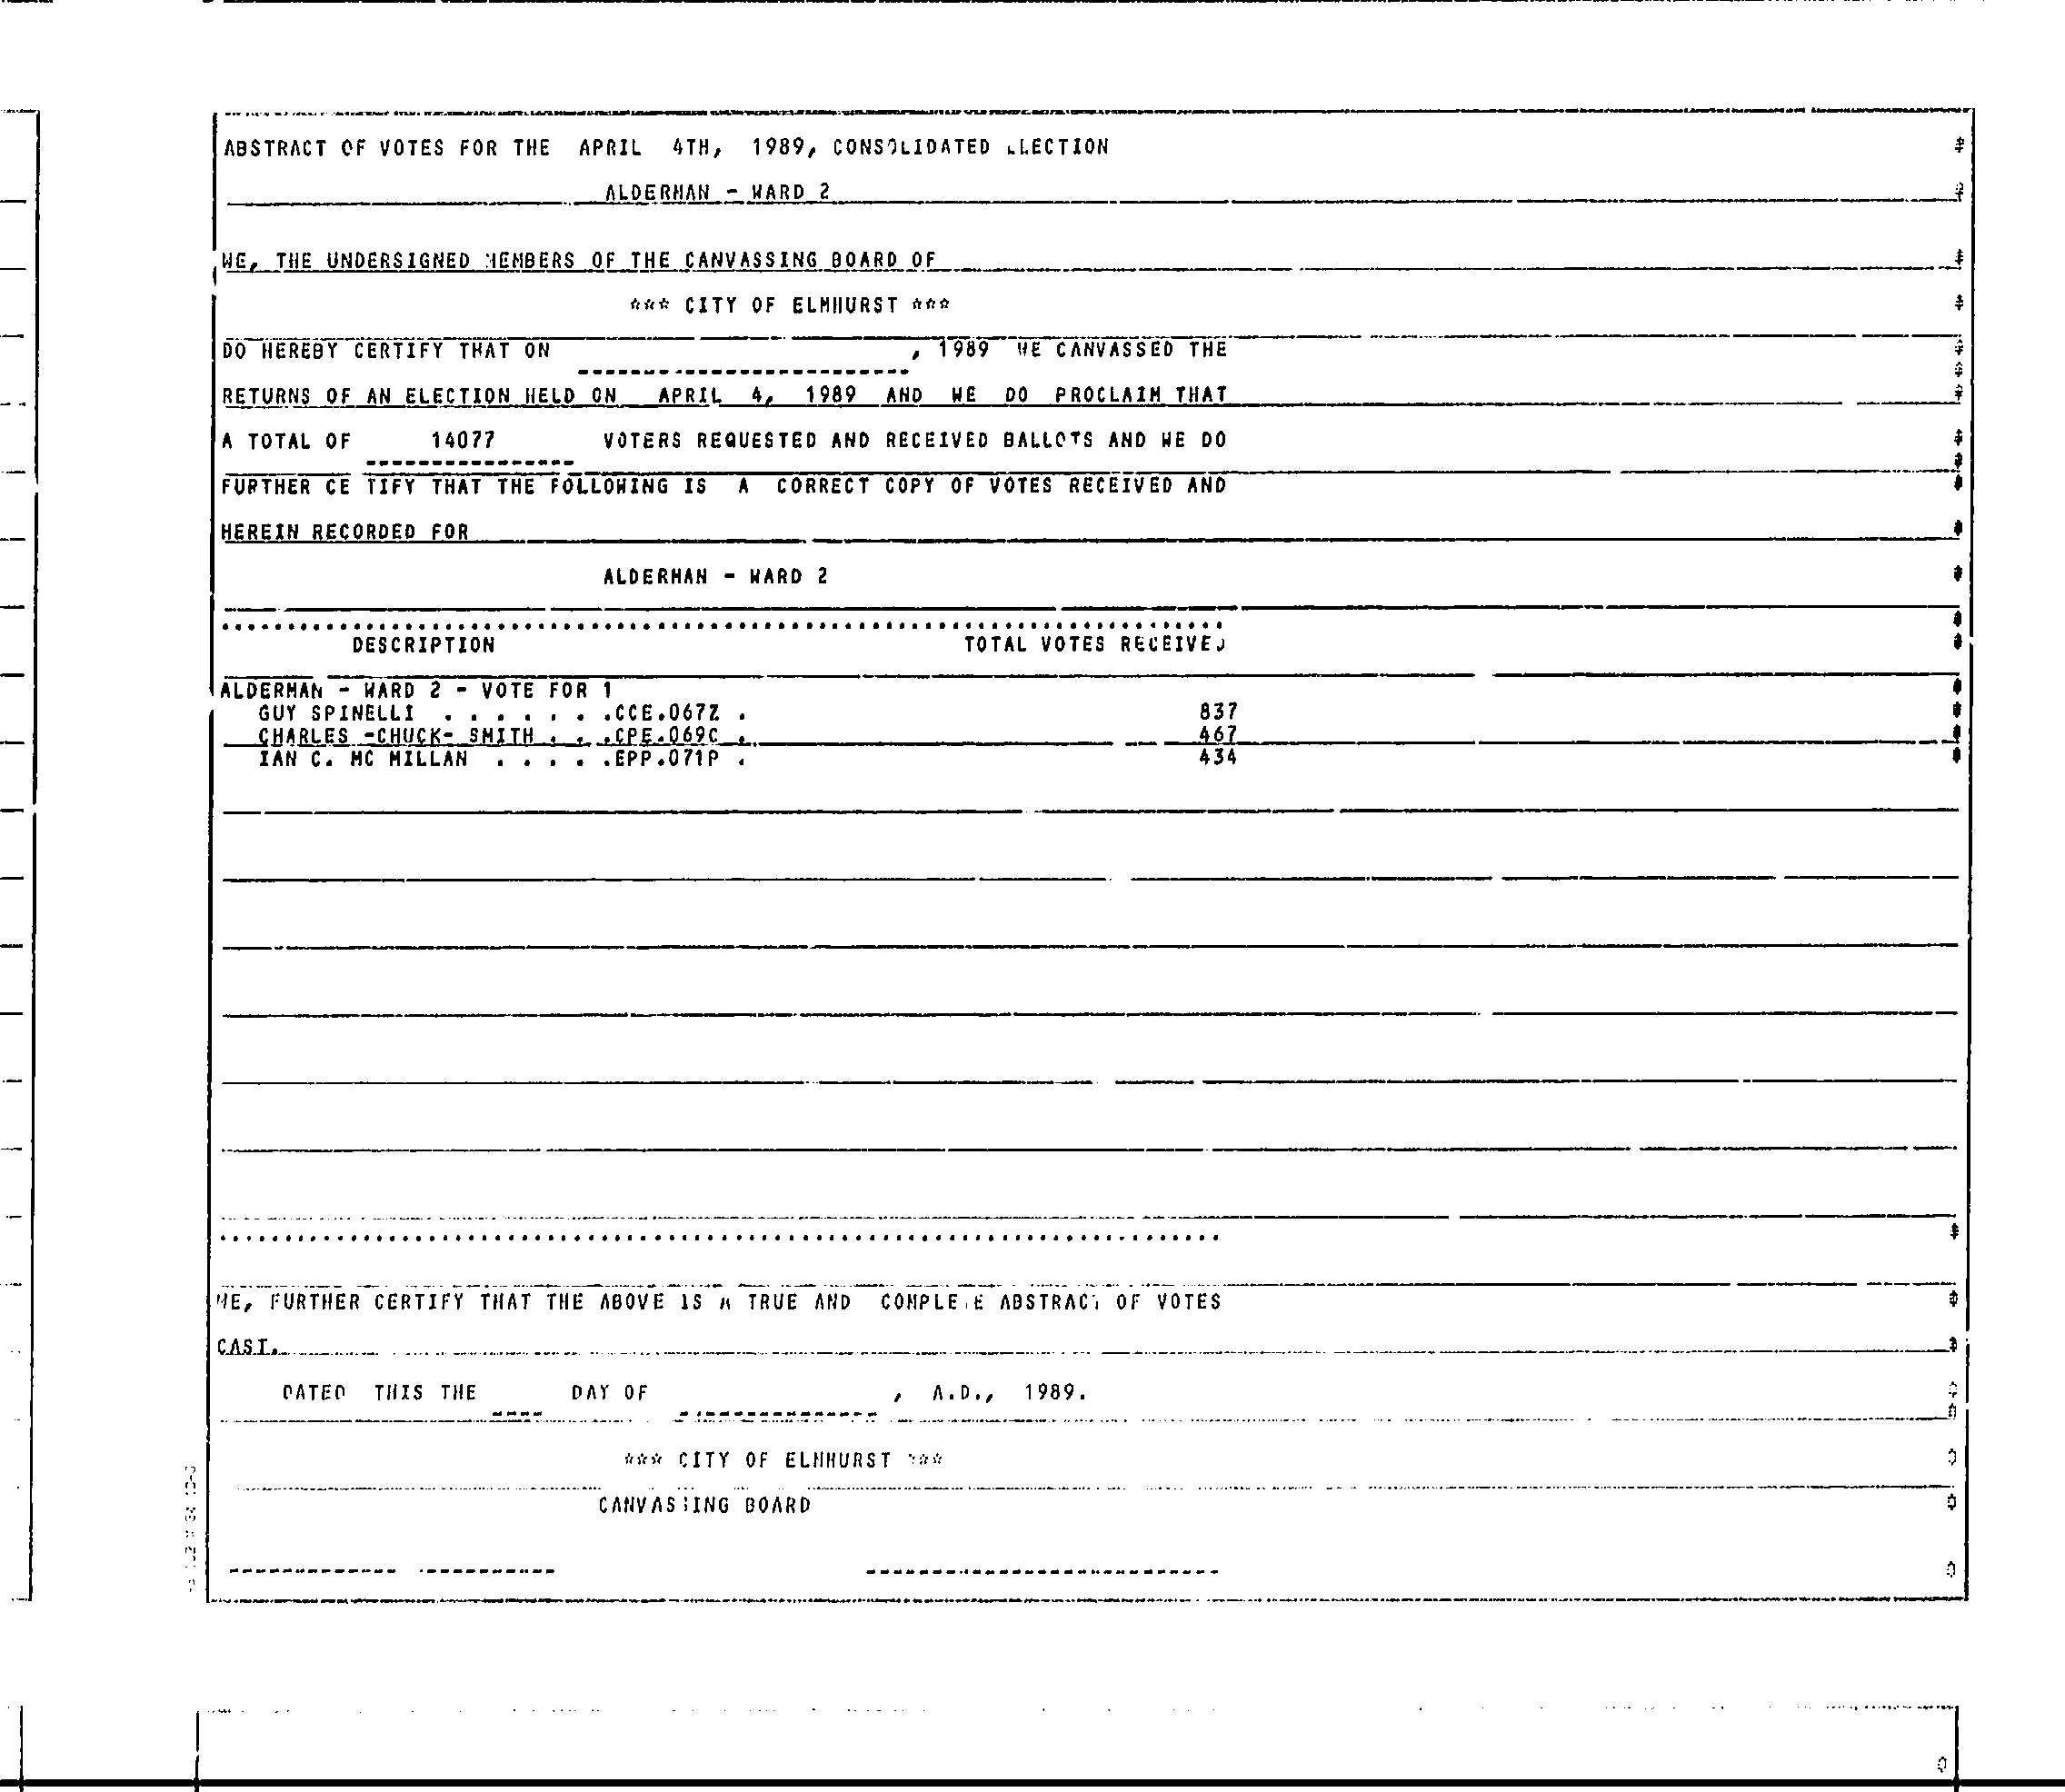 ABSTRACT OF VOTES FOR THE APRIL 4TH, 1989, CONSOLIDATED ELECTION
ALDERMAN - WARD 2
WE, THE UNDERSIGNED MEMBERS OF THE CANVASSING BOARD OF
*** CITY OF ELMHURST ***
DO HEREBY CERTIFY THAT ON , 1989 WE CANVASSED THE
RETURNS OF AN ELECTION HELD ON APRIL 4, 1989 AND WE DO PROCLAIM THAT
A TOTAL OF 14077 VOTERS REQUESTED AND RECEIVED BALLOTS AND WE DO
FURTHER CE TIFY THAT THE FOLLOWING IS A CORRECT COPY OF VOTES RECEIVED AND
HEREIN RECORDED FOR
ALDERMAN - WARD 2
DESCRIPTION TOTAL VOTES RECEIVED
ALDERMAN - WARD 2 - VOTE FOR 1
GUY SPINELLI . . . . . . .CCE.067Z . 837
CHARLES -CHUCK- SMITH . . .CPE.069C . 467
IAN C. MC MILLAN . . . . .EPP.071P . 434
WE, FURTHER CERTIFY THAT THE ABOVE IS A TRUE AND COMPLETE ABSTRACT OF VOTES
CAST.
DATED THIS THE DAY OF , A.D., 1989.
*** CITY OF ELMHURST ***
CANVASSING BOARD